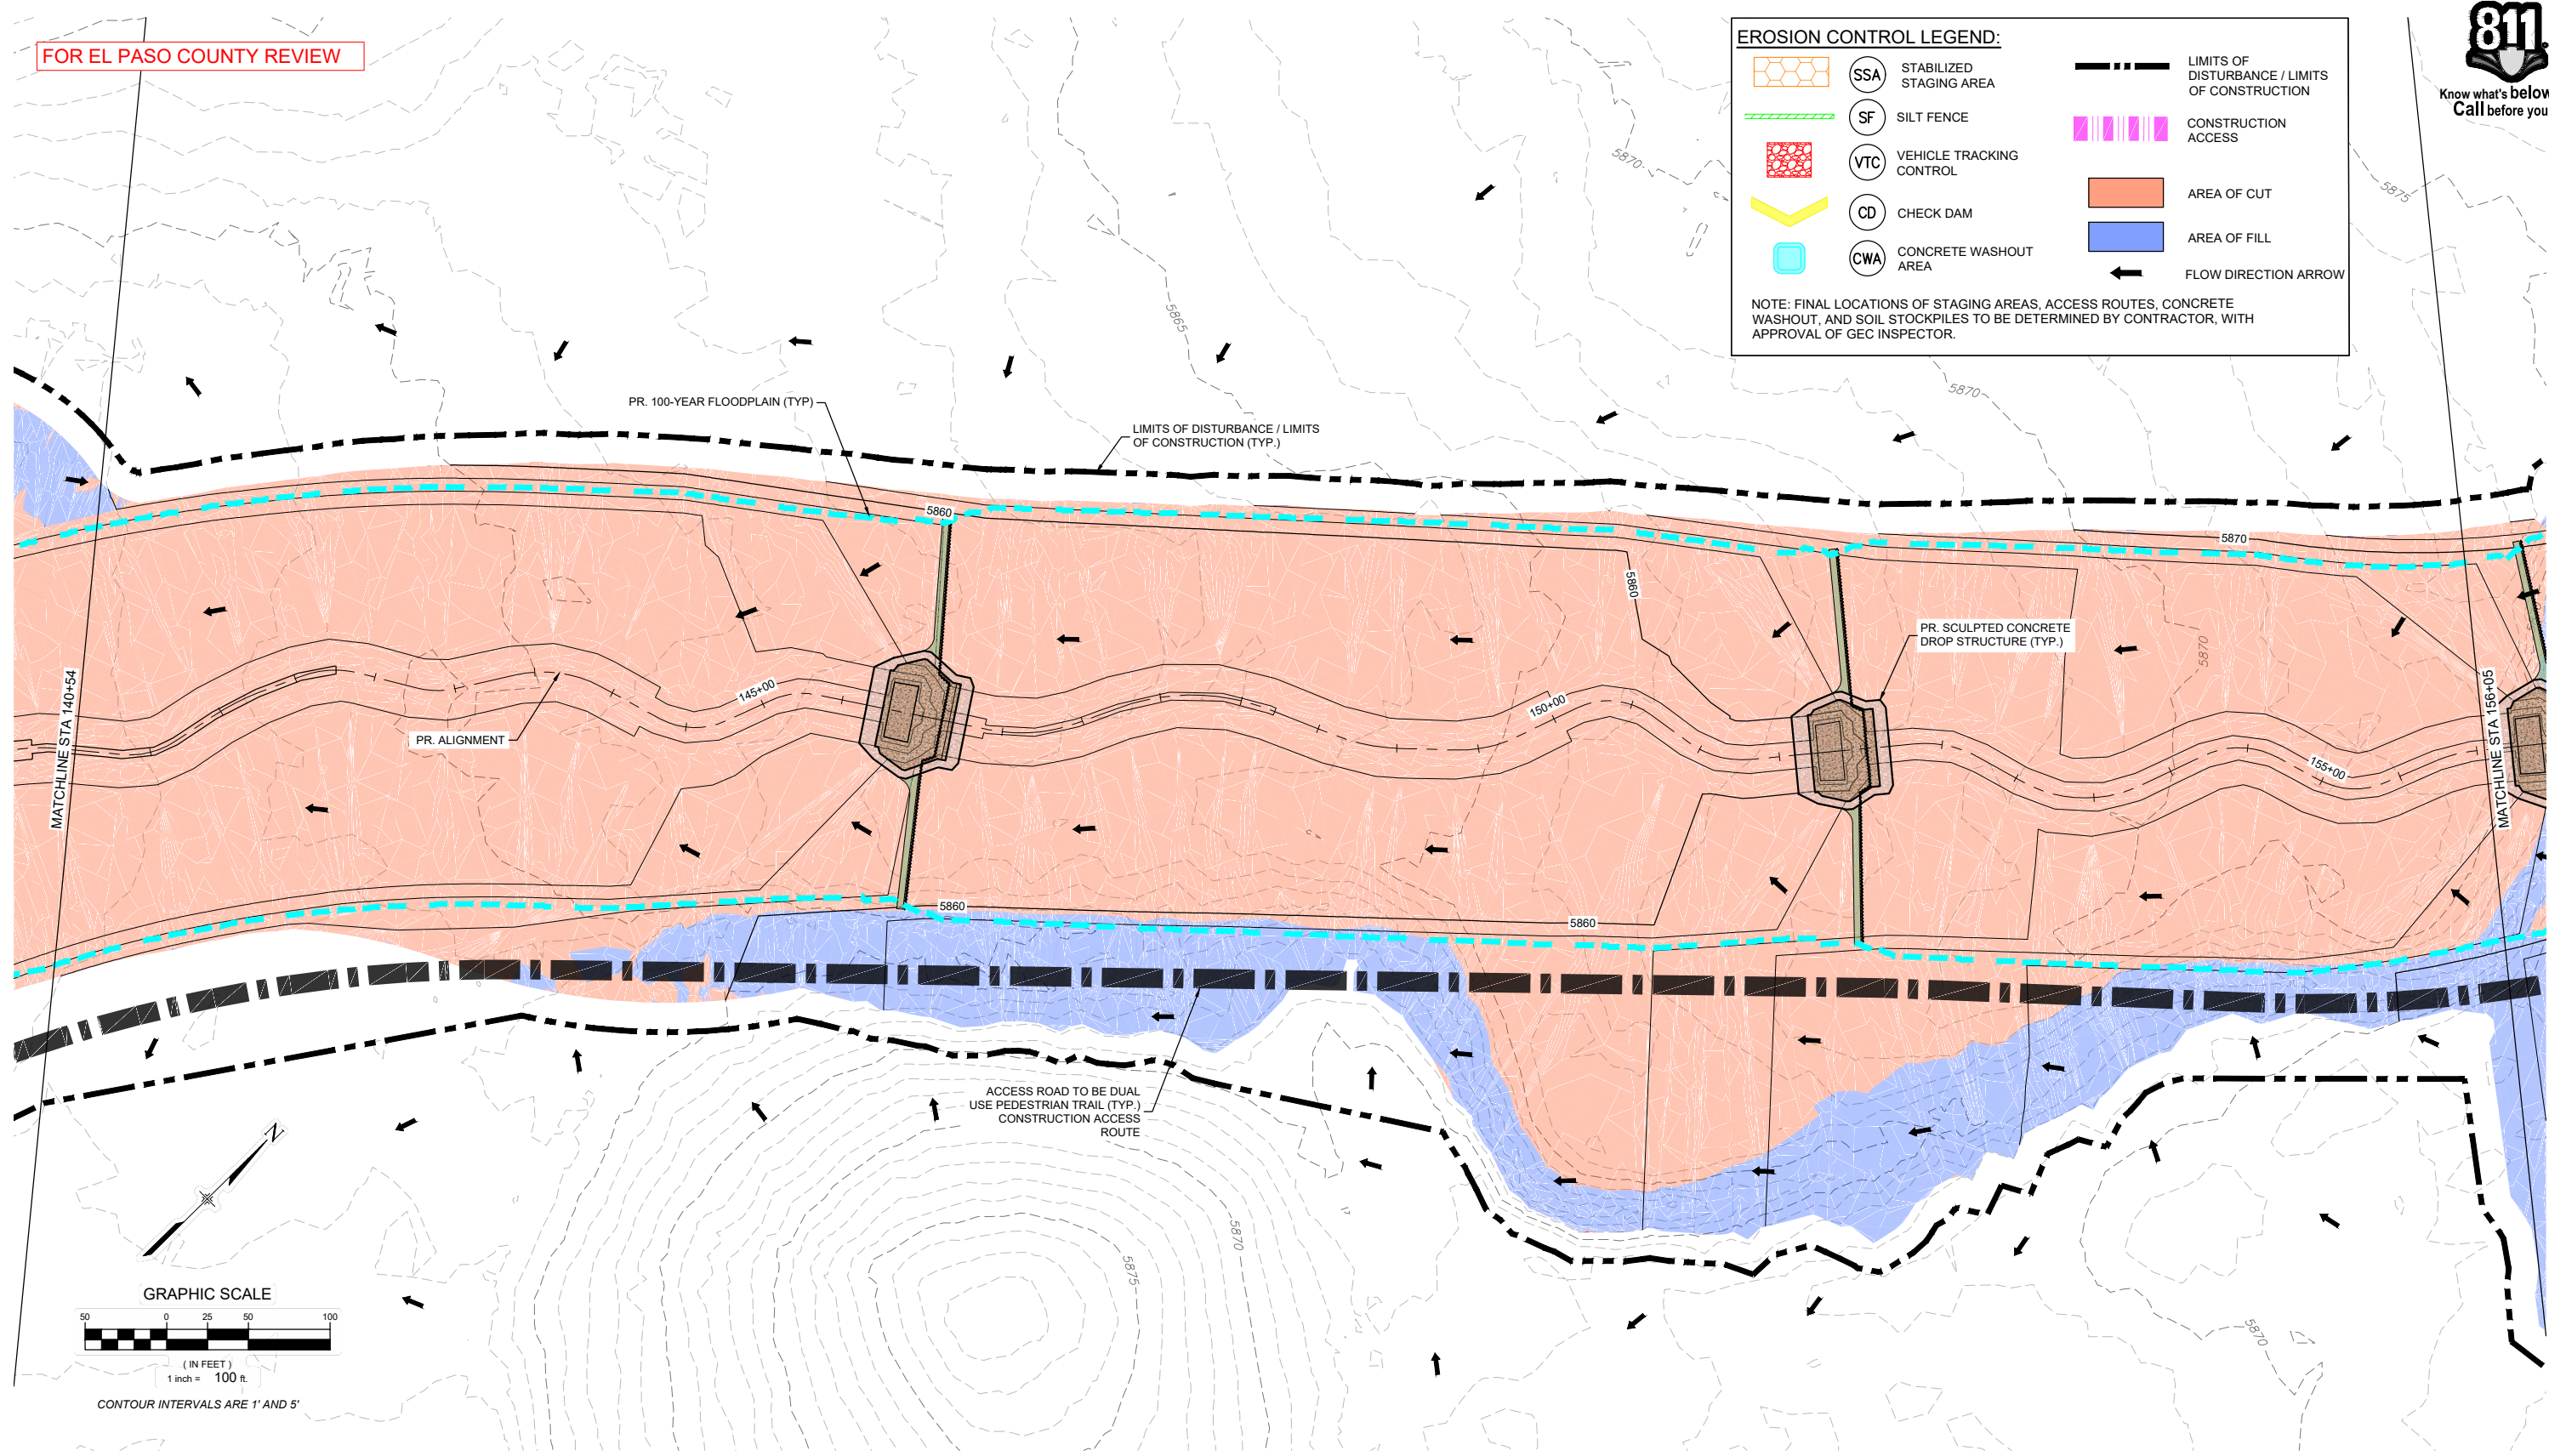 FOR EL PASO COUNTY REVIEW
EROSION CONTROL LEGEND:
SSA
STABILIZED
STAGING AREA
SF
SILT FENCE
VTC
VEHICLE TRACKING
CONTROL
CD
CHECK DAM
CWA
CONCRETE WASHOUT
AREA
LIMITS OF
DISTURBANCE / LIMITS
OF CONSTRUCTION
CONSTRUCTION
ACCESS
AREA OF CUT
AREA OF FILL
FLOW DIRECTION ARROW
NOTE: FINAL LOCATIONS OF STAGING AREAS, ACCESS ROUTES, CONCRETE
WASHOUT, AND SOIL STOCKPILES TO BE DETERMINED BY CONTRACTOR, WITH
APPROVAL OF GEC INSPECTOR.
811
Know what's below
Call before you
5870
5875
5865
5870
PR. 100-YEAR FLOODPLAIN (TYP)
LIMITS OF DISTURBANCE / LIMITS
OF CONSTRUCTION (TYP.)
5860
5870
5860
PR. SCULPTED CONCRETE
DROP STRUCTURE (TYP.)
5870
MATCHLINE STA 140+54
145+00
150+00
155+00
MATCHLINE STA 156+05
PR. ALIGNMENT
5860
5860
ACCESS ROAD TO BE DUAL
USE PEDESTRIAN TRAIL (TYP.)
CONSTRUCTION ACCESS
ROUTE
N
5870
5875
5870
GRAPHIC SCALE
50 0 25 50 100
( IN FEET )
1 inch = 100 ft.
CONTOUR INTERVALS ARE 1' AND 5'